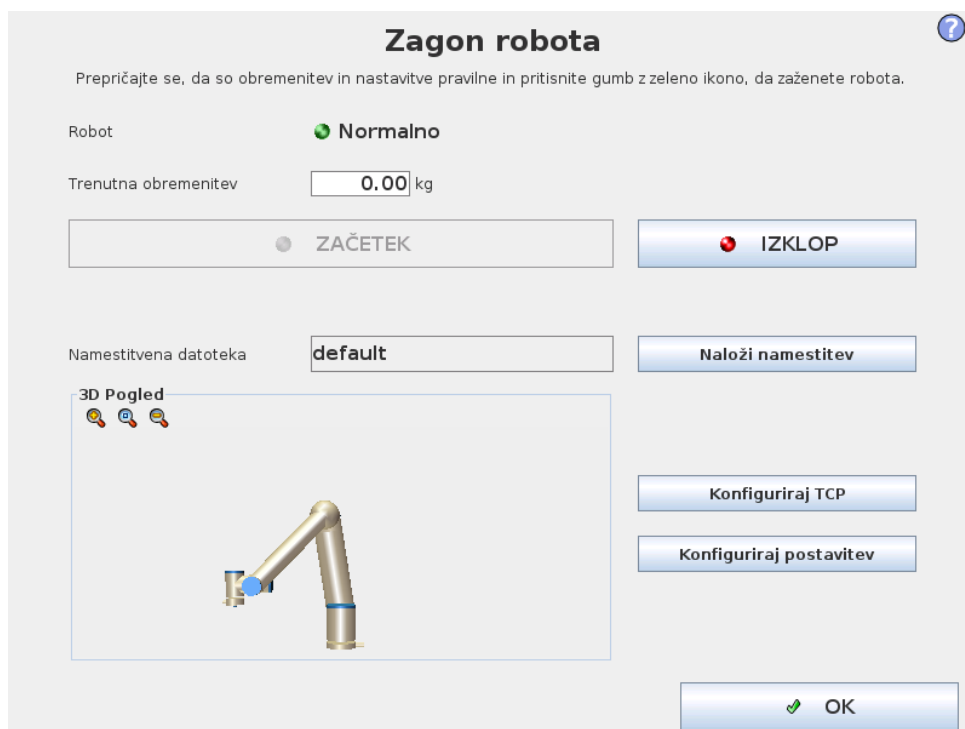 Zagon robota
?
Prepričajte se, da so obremenitev in nastavitve pravilne in pritisnite gumb z zeleno ikono, da zaženete robota.
Robot
Normalno
Trenutna obremenitev
0.00 kg
ZAČETEK
IZKLOP
Namestitvena datoteka
default
Naloži namestitev
3D Pogled
Konfiguriraj TCP
Konfiguriraj postavitev
OK